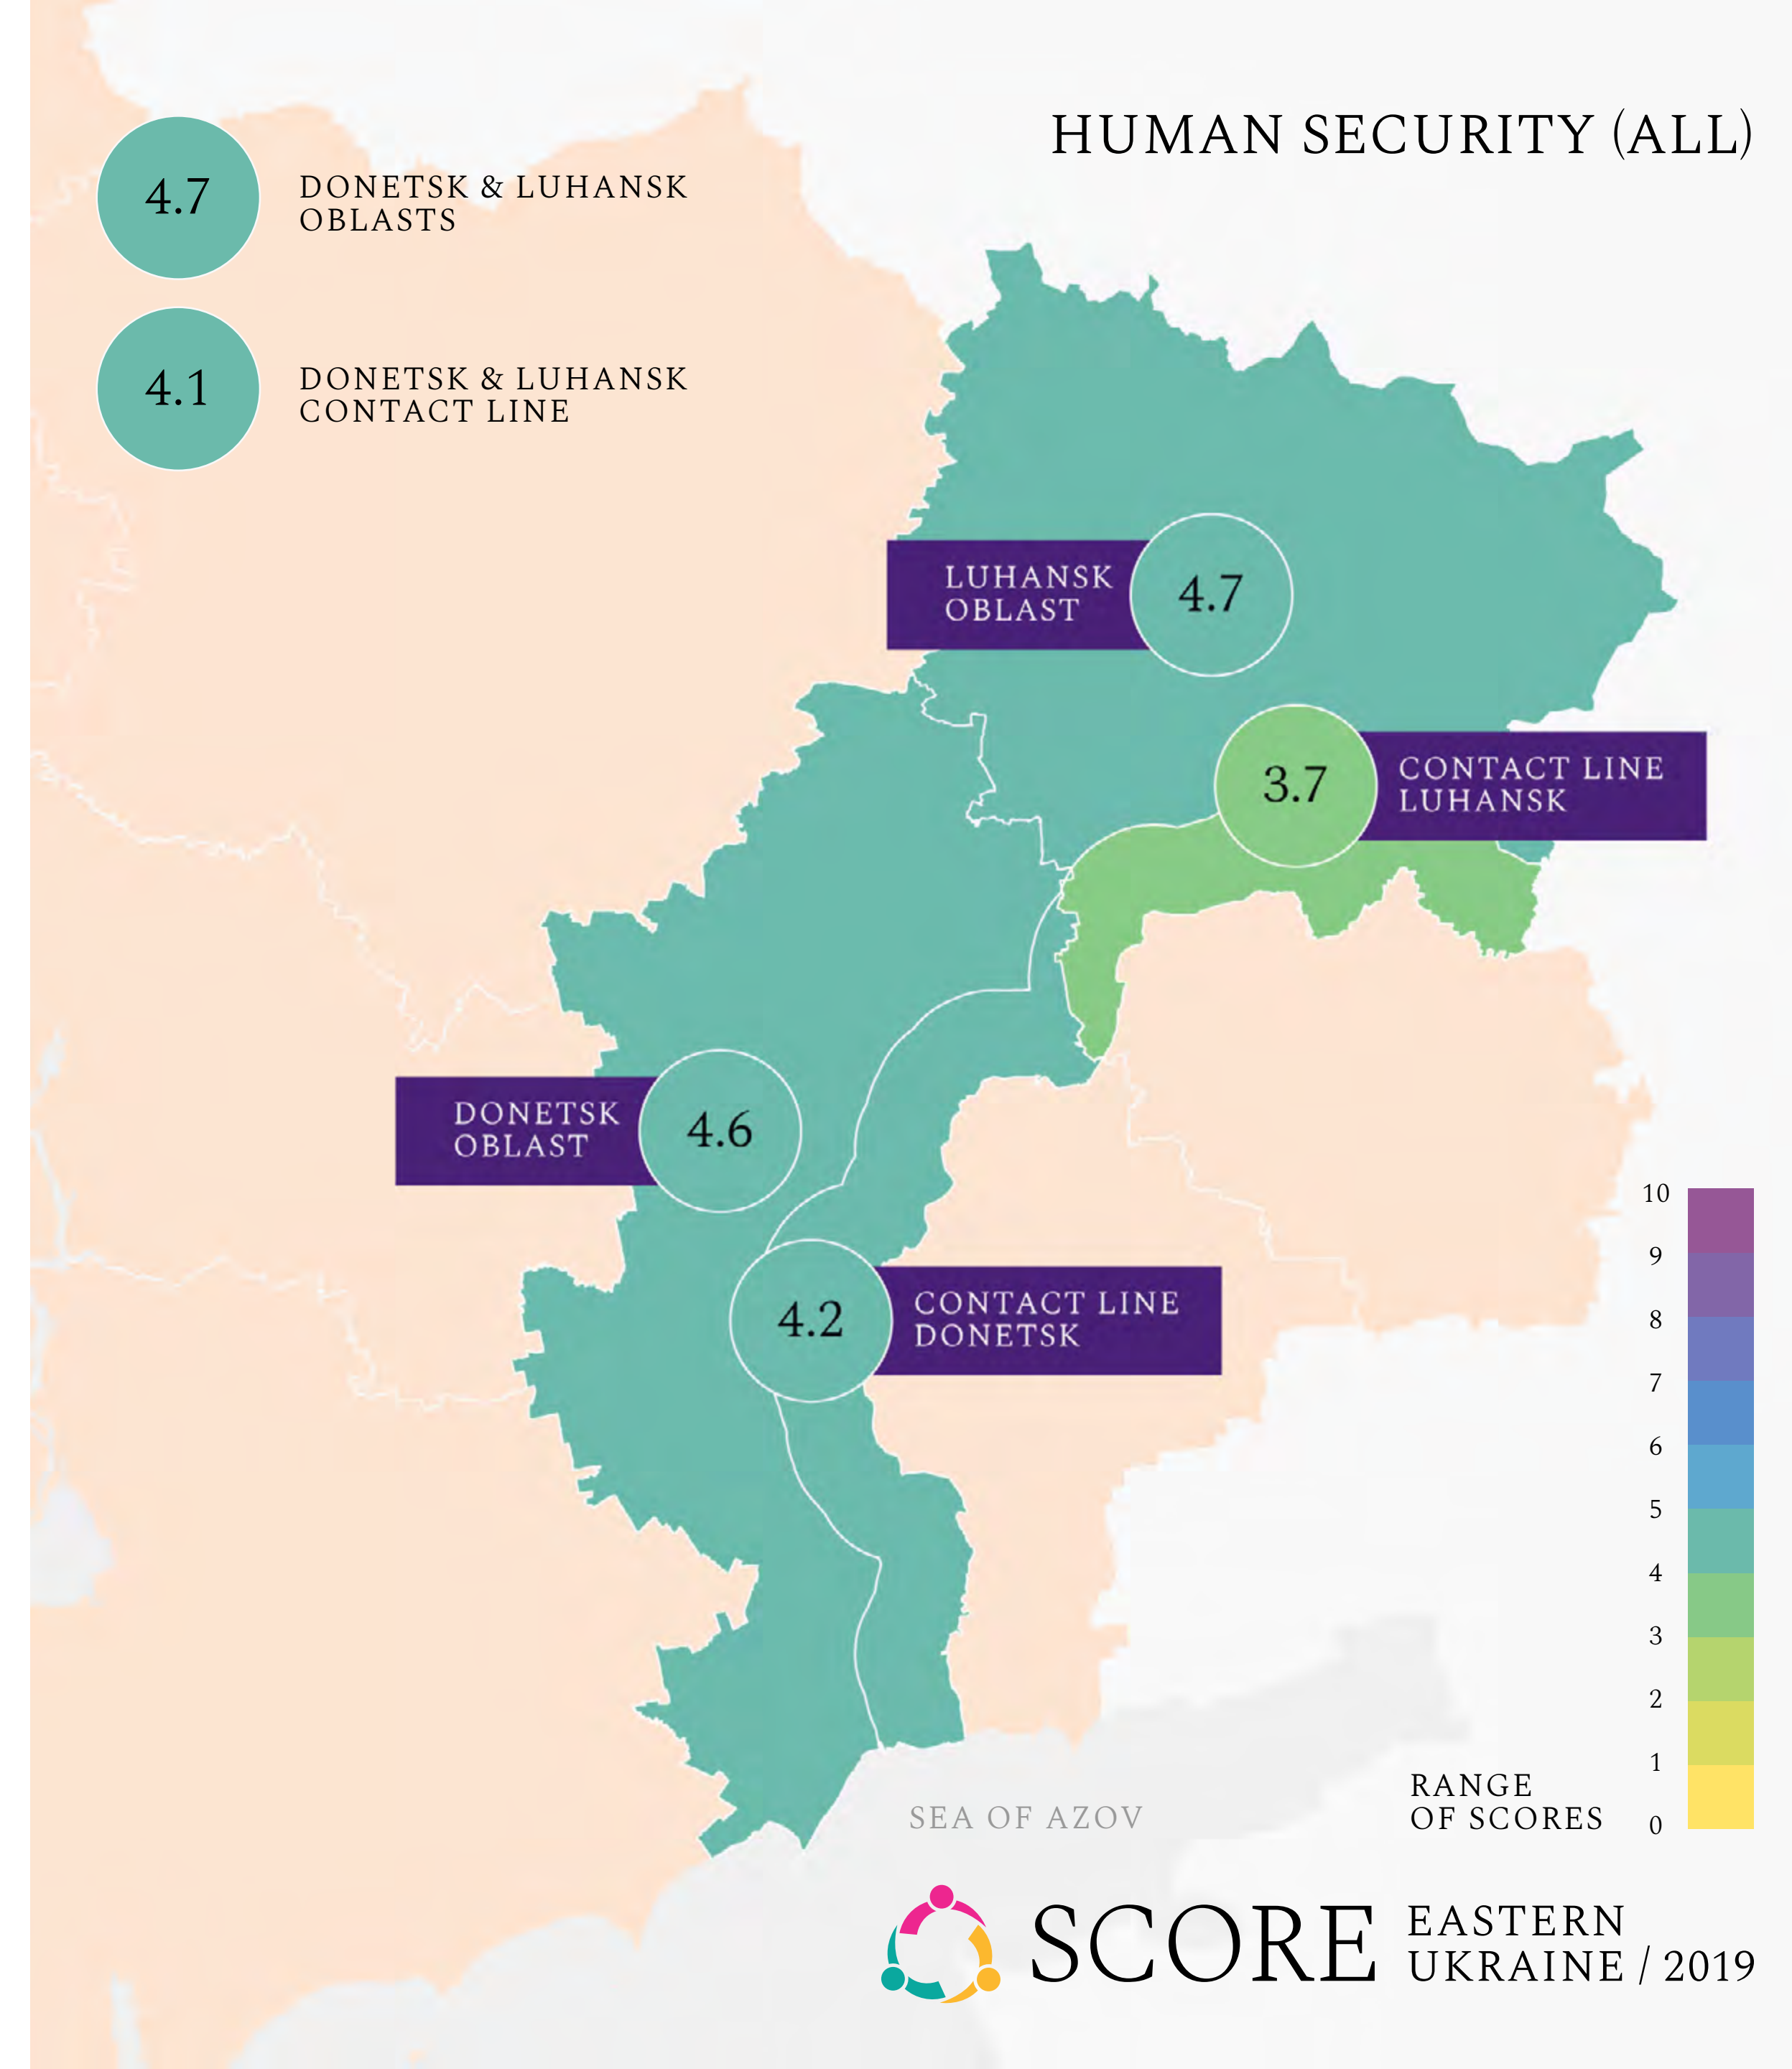 HUMAN SECURITY (ALL)
4.7
DONETSK & LUHANSK
OBLASTS
4.1
DONETSK & LUHANSK
CONTACT LINE
LUHANSK
OBLAST
4.7
3.7
CONTACT LINE
LUHANSK
DONETSK
OBLAST
4.6
4.2
CONTACT LINE
DONETSK
10
9
8
7
6
5
4
3
2
1
0
RANGE
OF SCORES
SEA OF AZOV
SCORE
EASTERN
UKRAINE / 2019